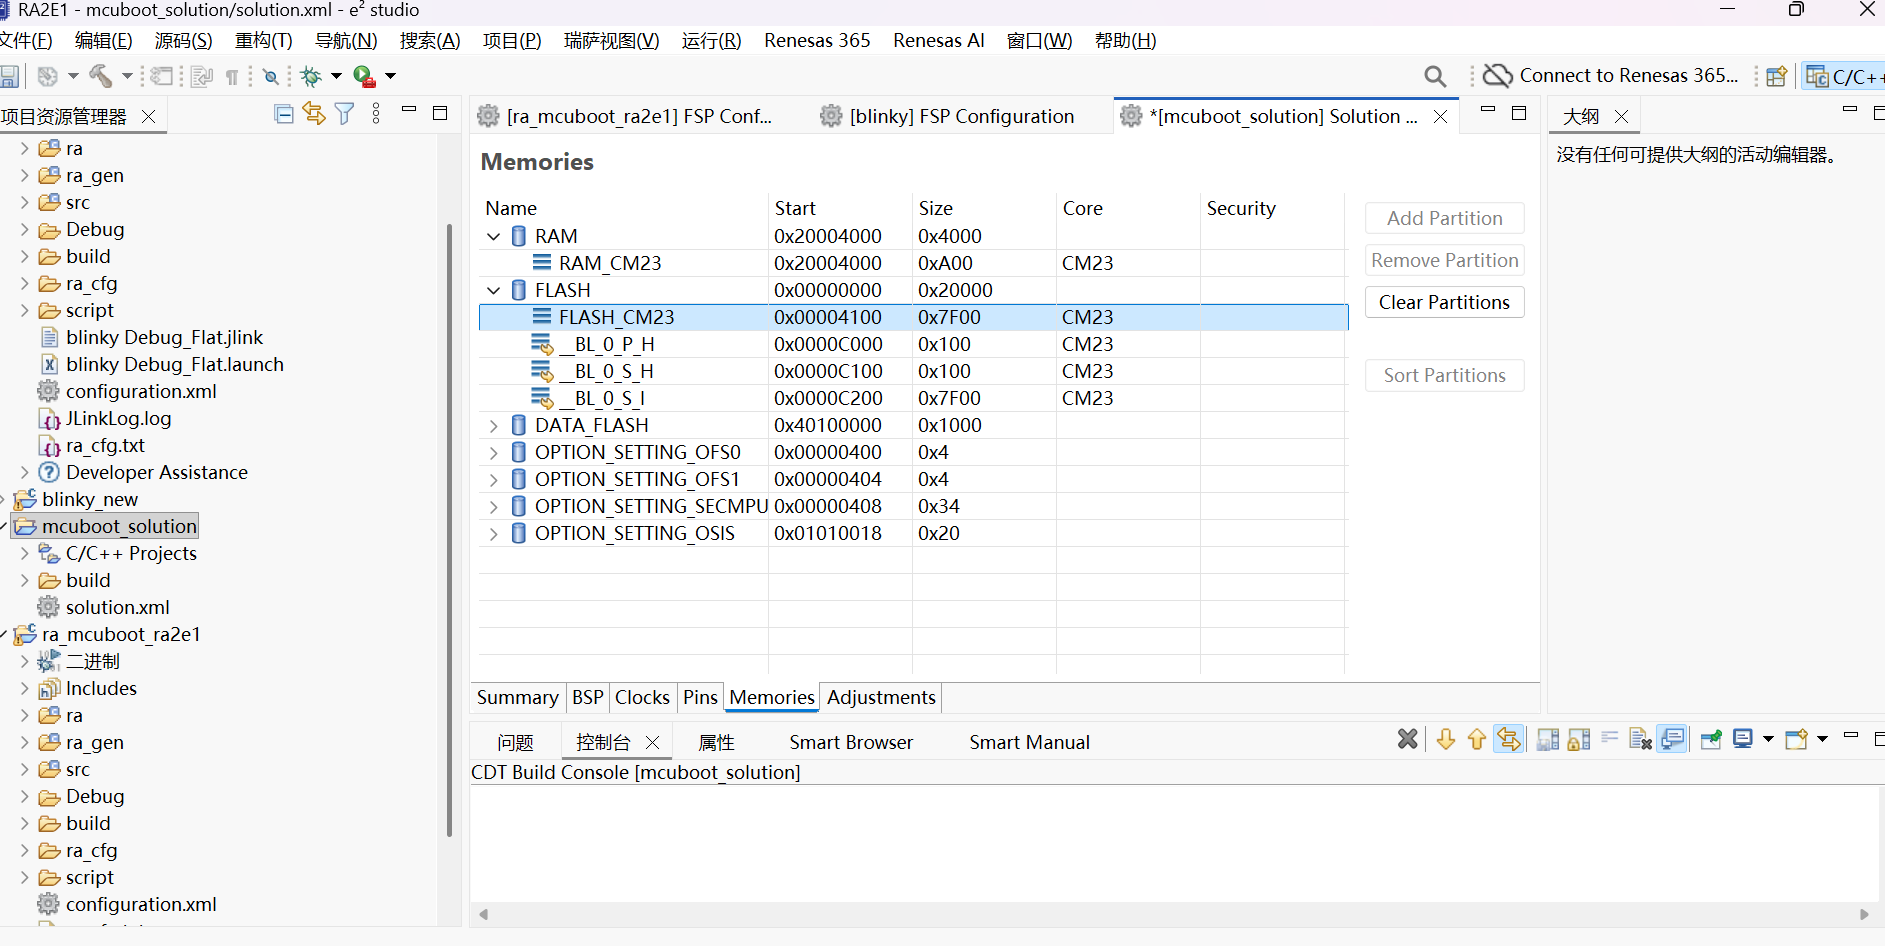 RA2E1 - mcuboot_solution/solution.xml - e² studio
文件(F) 编辑(E) 源码(S) 重构(T) 导航(N) 搜索(A) 项目(P) 瑞萨视图(V) 运行(R) Renesas 365 Renesas AI 窗口(W) 帮助(H)
Connect to Renesas 365... C/C++
项目资源管理器
ra
ra_gen
src
Debug
build
ra_cfg
script
blinky Debug_Flat.jlink
blinky Debug_Flat.launch
configuration.xml
JLinkLog.log
ra_cfg.txt
Developer Assistance
blinky_new
mcuboot_solution
C/C++ Projects
build
solution.xml
ra_mcuboot_ra2e1
二进制
Includes
ra
ra_gen
src
Debug
build
ra_cfg
script
configuration.xml
[ra_mcuboot_ra2e1] FSP Conf... [blinky] FSP Configuration *[mcuboot_solution] Solution ...
Memories
Name Start Size Core Security
RAM 0x20004000 0x4000
RAM_CM23 0x20004000 0xA00 CM23
FLASH 0x00000000 0x20000
FLASH_CM23 0x00004100 0x7F00 CM23
__BL_0_P_H 0x0000C000 0x100 CM23
__BL_0_S_H 0x0000C100 0x100 CM23
__BL_0_S_I 0x0000C200 0x7F00 CM23
DATA_FLASH 0x40100000 0x1000
OPTION_SETTING_OFS0 0x00000400 0x4
OPTION_SETTING_OFS1 0x00000404 0x4
OPTION_SETTING_SECMPU 0x00000408 0x34
OPTION_SETTING_OSIS 0x01010018 0x20
Add Partition
Remove Partition
Clear Partitions
Sort Partitions
Summary BSP Clocks Pins Memories Adjustments
大纲
没有任何可提供大纲的活动编辑器。
问题 控制台 属性 Smart Browser Smart Manual
CDT Build Console [mcuboot_solution]